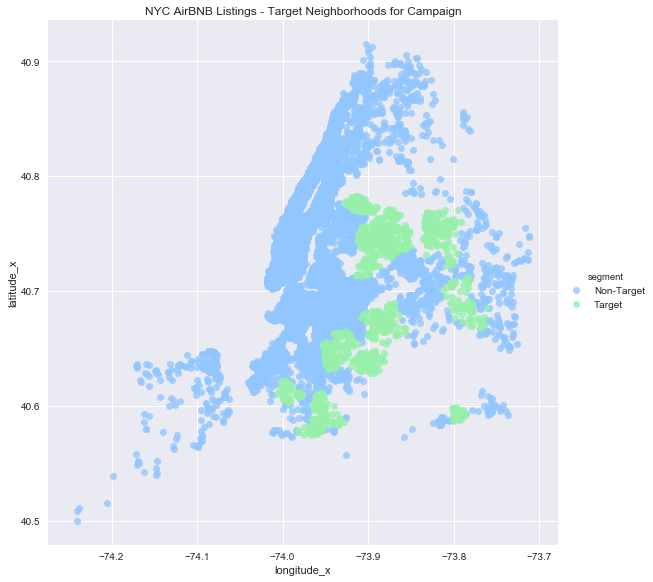 NYC AirBNB Listings - Target Neighborhoods for Campaign
40.9
40.8
40.7
40.6
40.5
latitude_x
segment
Non-Target
Target
−74.2
−74.1
−74.0
−73.9
−73.8
−73.7
longitude_x